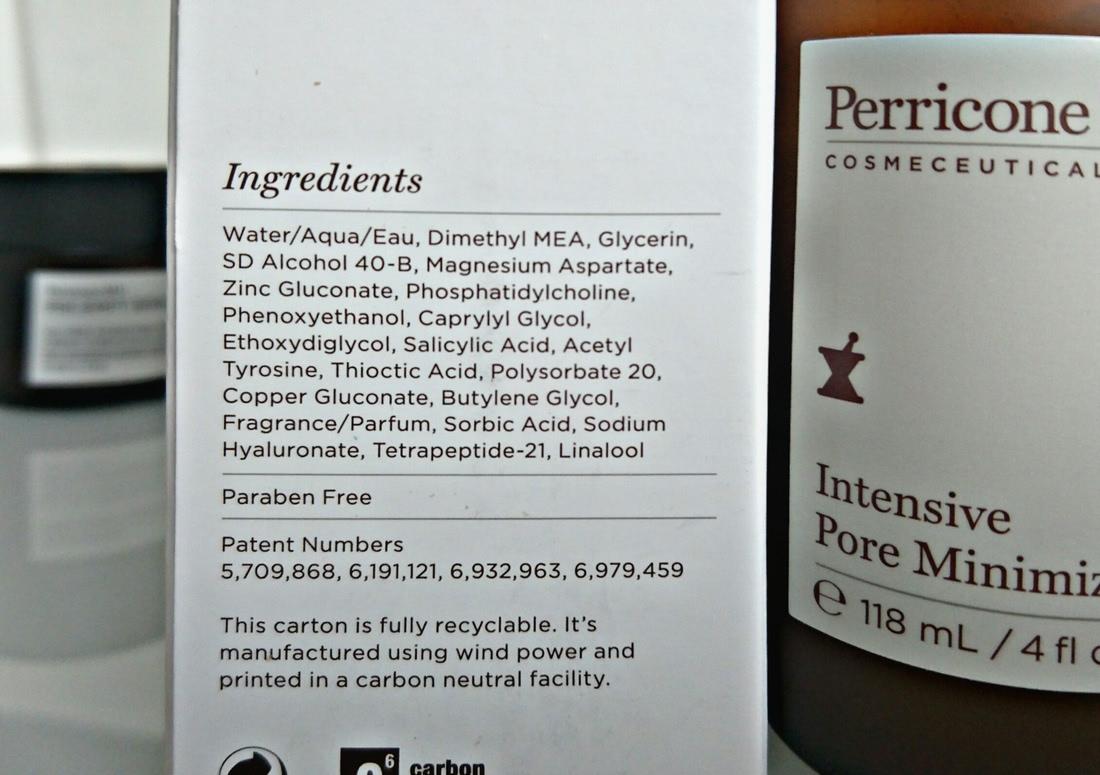 Ingredients
Water/Aqua/Eau, Dimethyl MEA, Glycerin,
SD Alcohol 40-B, Magnesium Aspartate,
Zinc Gluconate, Phosphatidylcholine,
Phenoxyethanol, Caprylyl Glycol,
Ethoxydiglycol, Salicylic Acid, Acetyl
Tyrosine, Thioctic Acid, Polysorbate 20,
Copper Gluconate, Butylene Glycol,
Fragrance/Parfum, Sorbic Acid, Sodium
Hyaluronate, Tetrapeptide-21, Linalool
Paraben Free
Patent Numbers
5,709,868, 6,191,121, 6,932,963, 6,979,459
This carton is fully recyclable. It's
manufactured using wind power and
printed in a carbon neutral facility.
6
carbon
Perricone
COSMECEUTICAL
Intensive
Pore Minimiz
℮ 118 mL / 4 fl